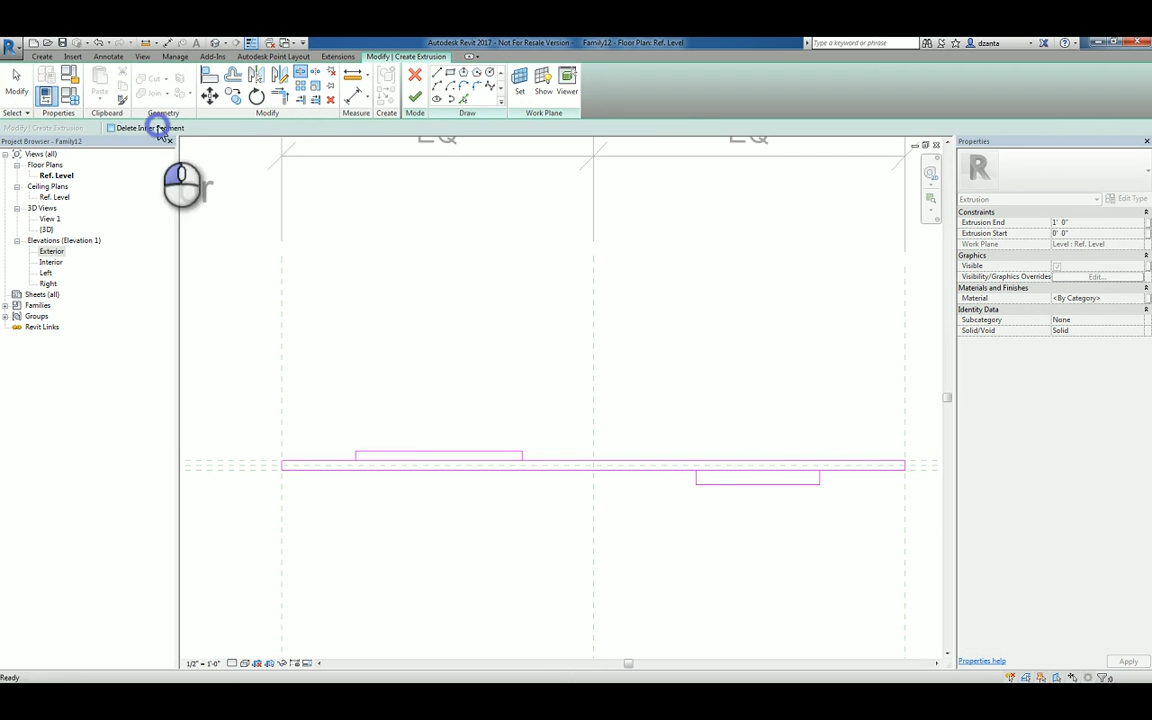 Autodesk Revit 2017 - Not For Resale Version - Family12 - Floor Plan: Ref. Level
Type a keyword or phrase
dzanta
Create Insert Annotate View Manage Add-Ins Autodesk Point Layout Extensions Modify | Create Extrusion
Modify
Paste
Cut
Join
Set Show Viewer
Select Properties Clipboard Geometry Modify Measure Create Mode Draw Work Plane
Modify | Create Extrusion
Project Browser - Family12
Views (all)
Floor Plans
Ref. Level
Ceiling Plans
Ref. Level
3D Views
View 1
{3D}
Elevations (Elevation 1)
Exterior
Interior
Left
Right
Sheets (all)
Families
Groups
Revit Links
EQ EQ
Properties
Extrusion
Edit Type
Constraints
Extrusion End 1' 0"
Extrusion Start 0' 0"
Work Plane Level : Ref. Level
Graphics
Visible
Visibility/Graphics Overrides Edit...
Materials and Finishes
Material <By Category>
Identity Data
Subcategory None
Solid/Void Solid
Properties help
Apply
1/2" = 1'-0"
Ready
:0